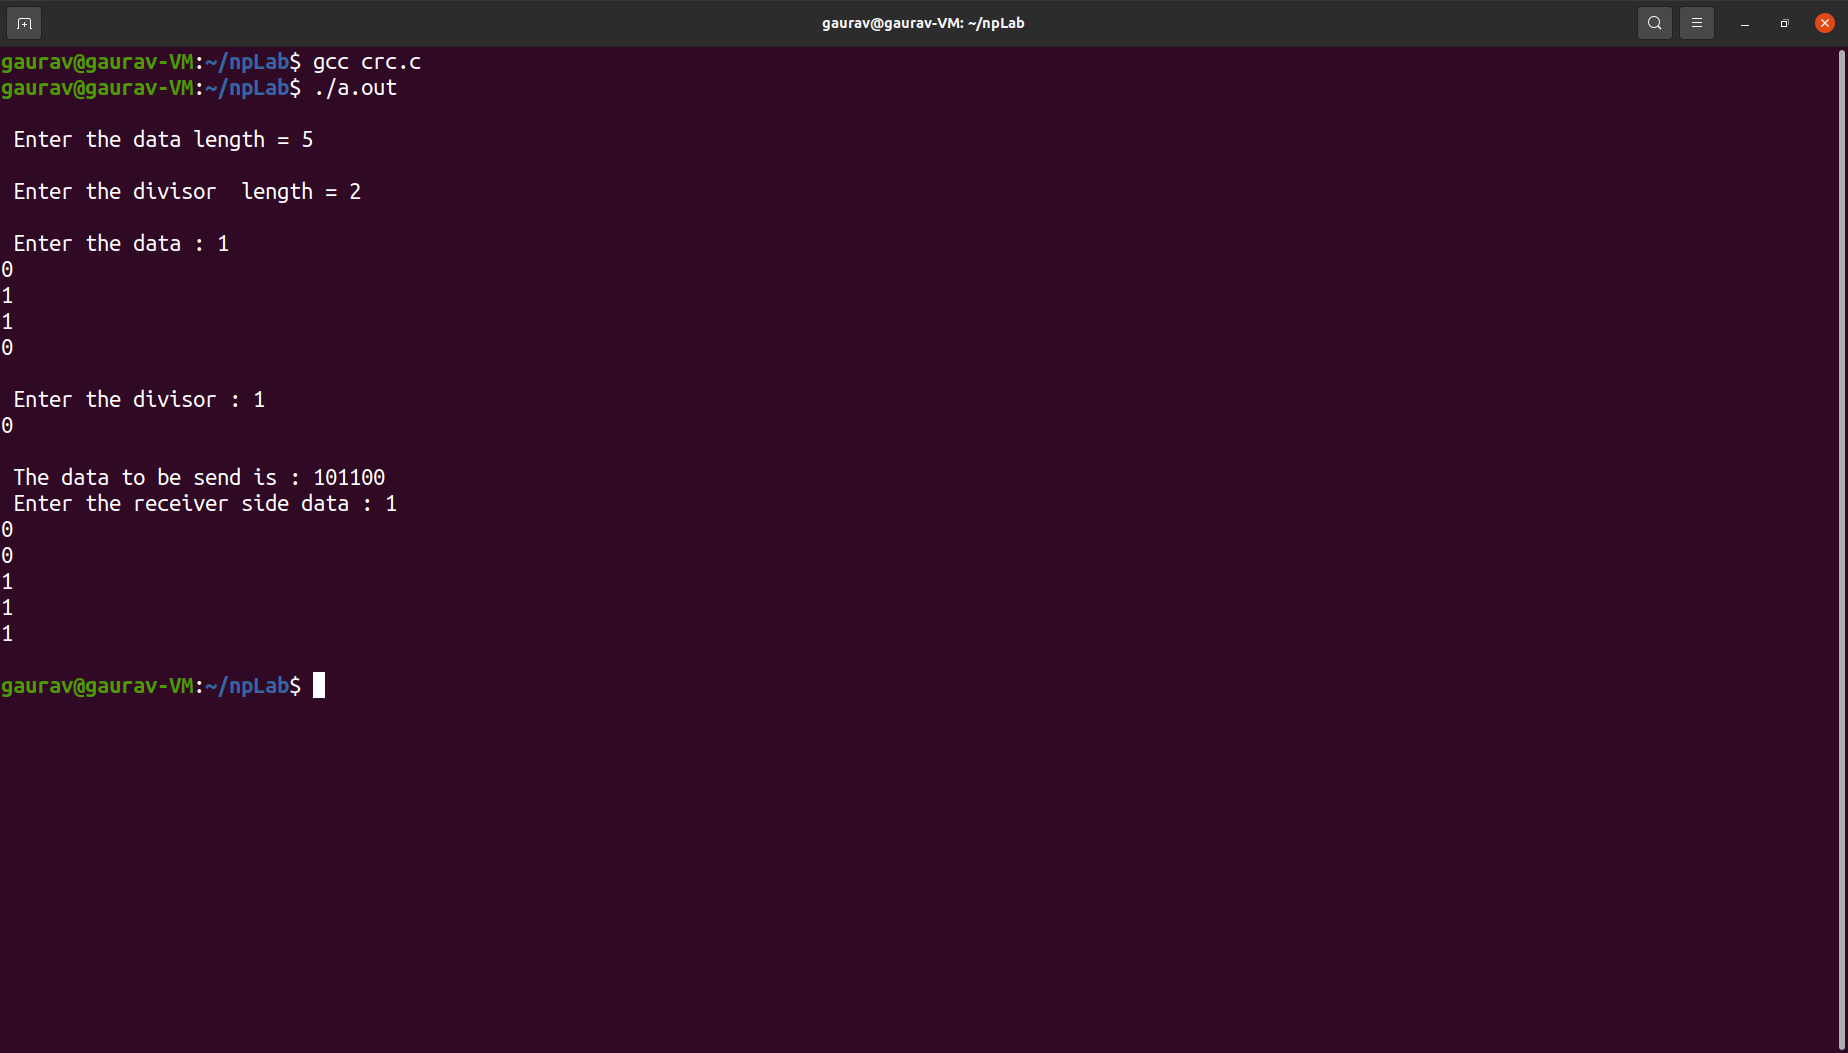 gaurav@gaurav-VM: ~/npLab
gaurav@gaurav-VM:~/npLab$ gcc crc.c
gaurav@gaurav-VM:~/npLab$ ./a.out
Enter the data length = 5
Enter the divisor  length = 2
Enter the data : 1
0
1
1
0
Enter the divisor : 1
0
The data to be send is : 101100
Enter the receiver side data : 1
0
0
1
1
1
gaurav@gaurav-VM:~/npLab$